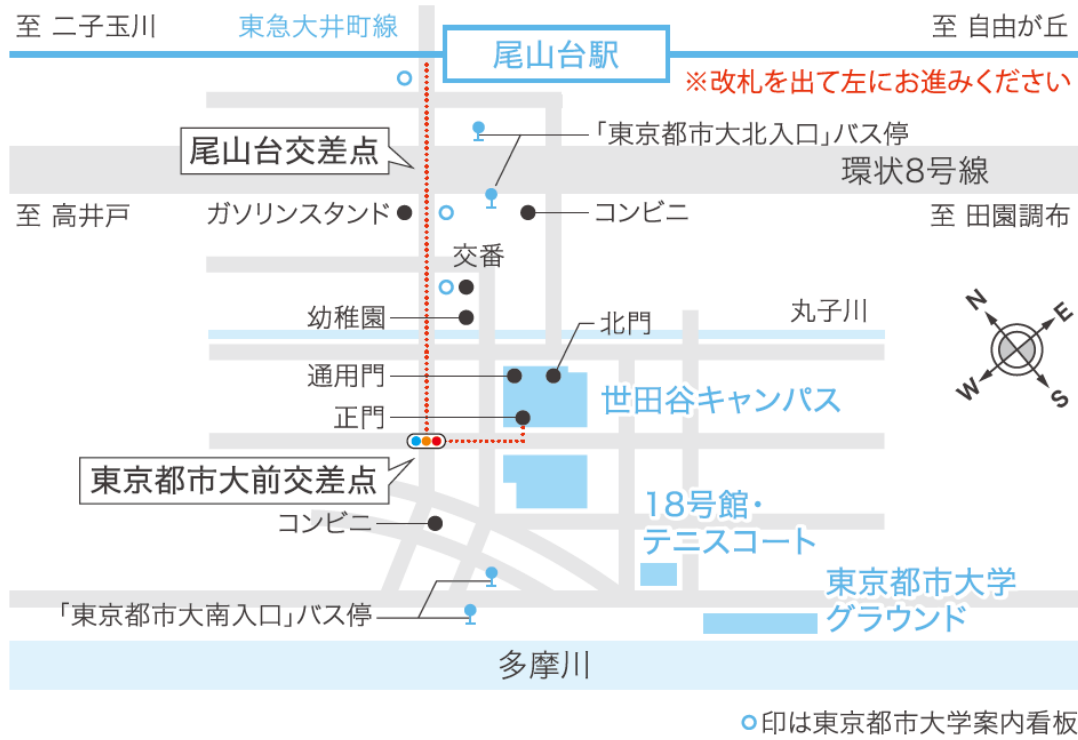 至 二子玉川
東急大井町線
尾山台駅
至 自由が丘
※改札を出て左にお進みください
「東京都市大北入口」バス停
尾山台交差点
環状8号線
至 高井戸
ガソリンスタンド
コンビニ
至 田園調布
交番
幼稚園
北門
丸子川
N
E
W
S
通用門
世田谷キャンパス
正門
東京都市大前交差点
18号館・
テニスコート
コンビニ
東京都市大学
グラウンド
「東京都市大南入口」バス停
多摩川
印は東京都市大学案内看板